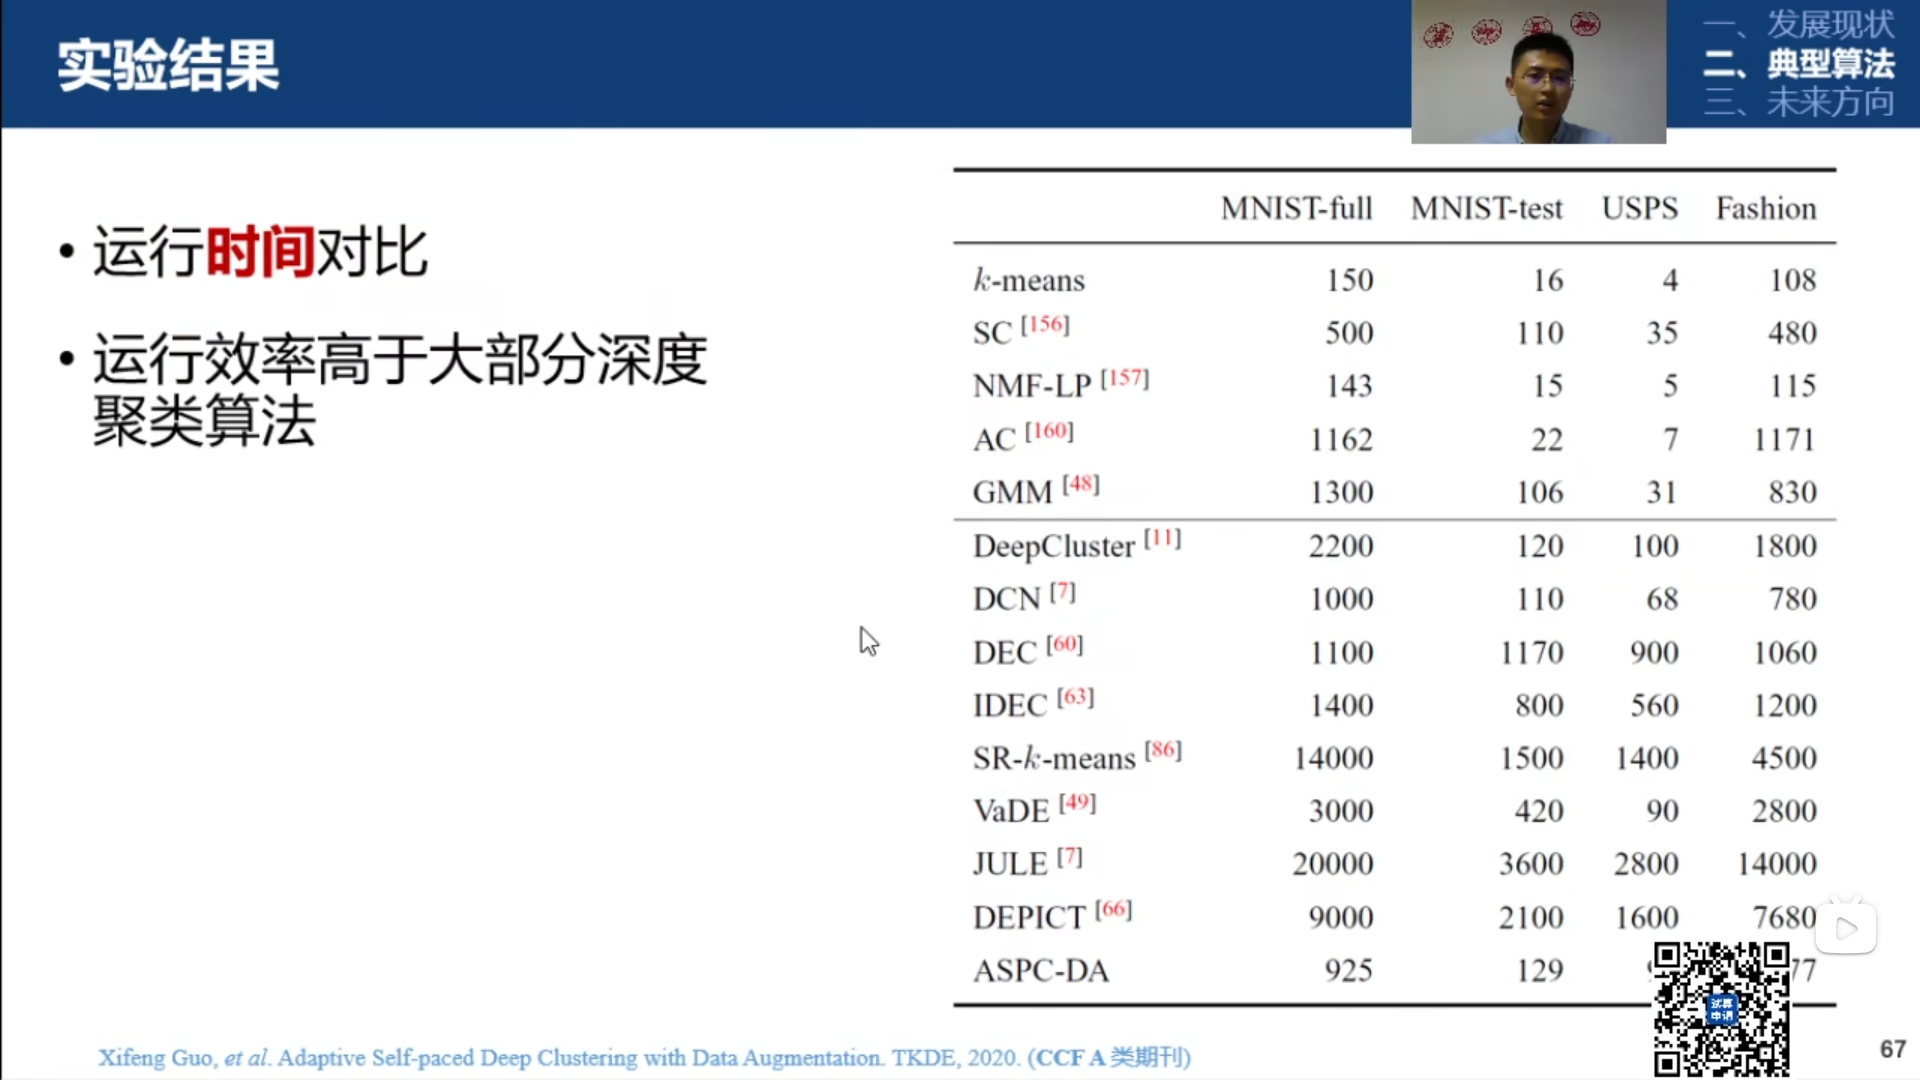 实验结果
一、发展现状
二、典型算法
三、未来方向
• 运行时间对比
• 运行效率高于大部分深度
聚类算法
MNIST-full MNIST-test USPS Fashion
k-means 150 16 4 108
SC [156] 500 110 35 480
NMF-LP [157] 143 15 5 115
AC [160] 1162 22 7 1171
GMM [48] 1300 106 31 830
DeepCluster [11] 2200 120 100 1800
DCN [7] 1000 110 68 780
DEC [60] 1100 1170 900 1060
IDEC [63] 1400 800 560 1200
SR-k-means [86] 14000 1500 1400 4500
VaDE [49] 3000 420 90 2800
JULE [7] 20000 3600 2800 14000
DEPICT [66] 9000 2100 1600 7680
ASPC-DA 925 129
试算
申请
Xifeng Guo, et al. Adaptive Self-paced Deep Clustering with Data Augmentation. TKDE, 2020. (CCF A 类期刊)
67